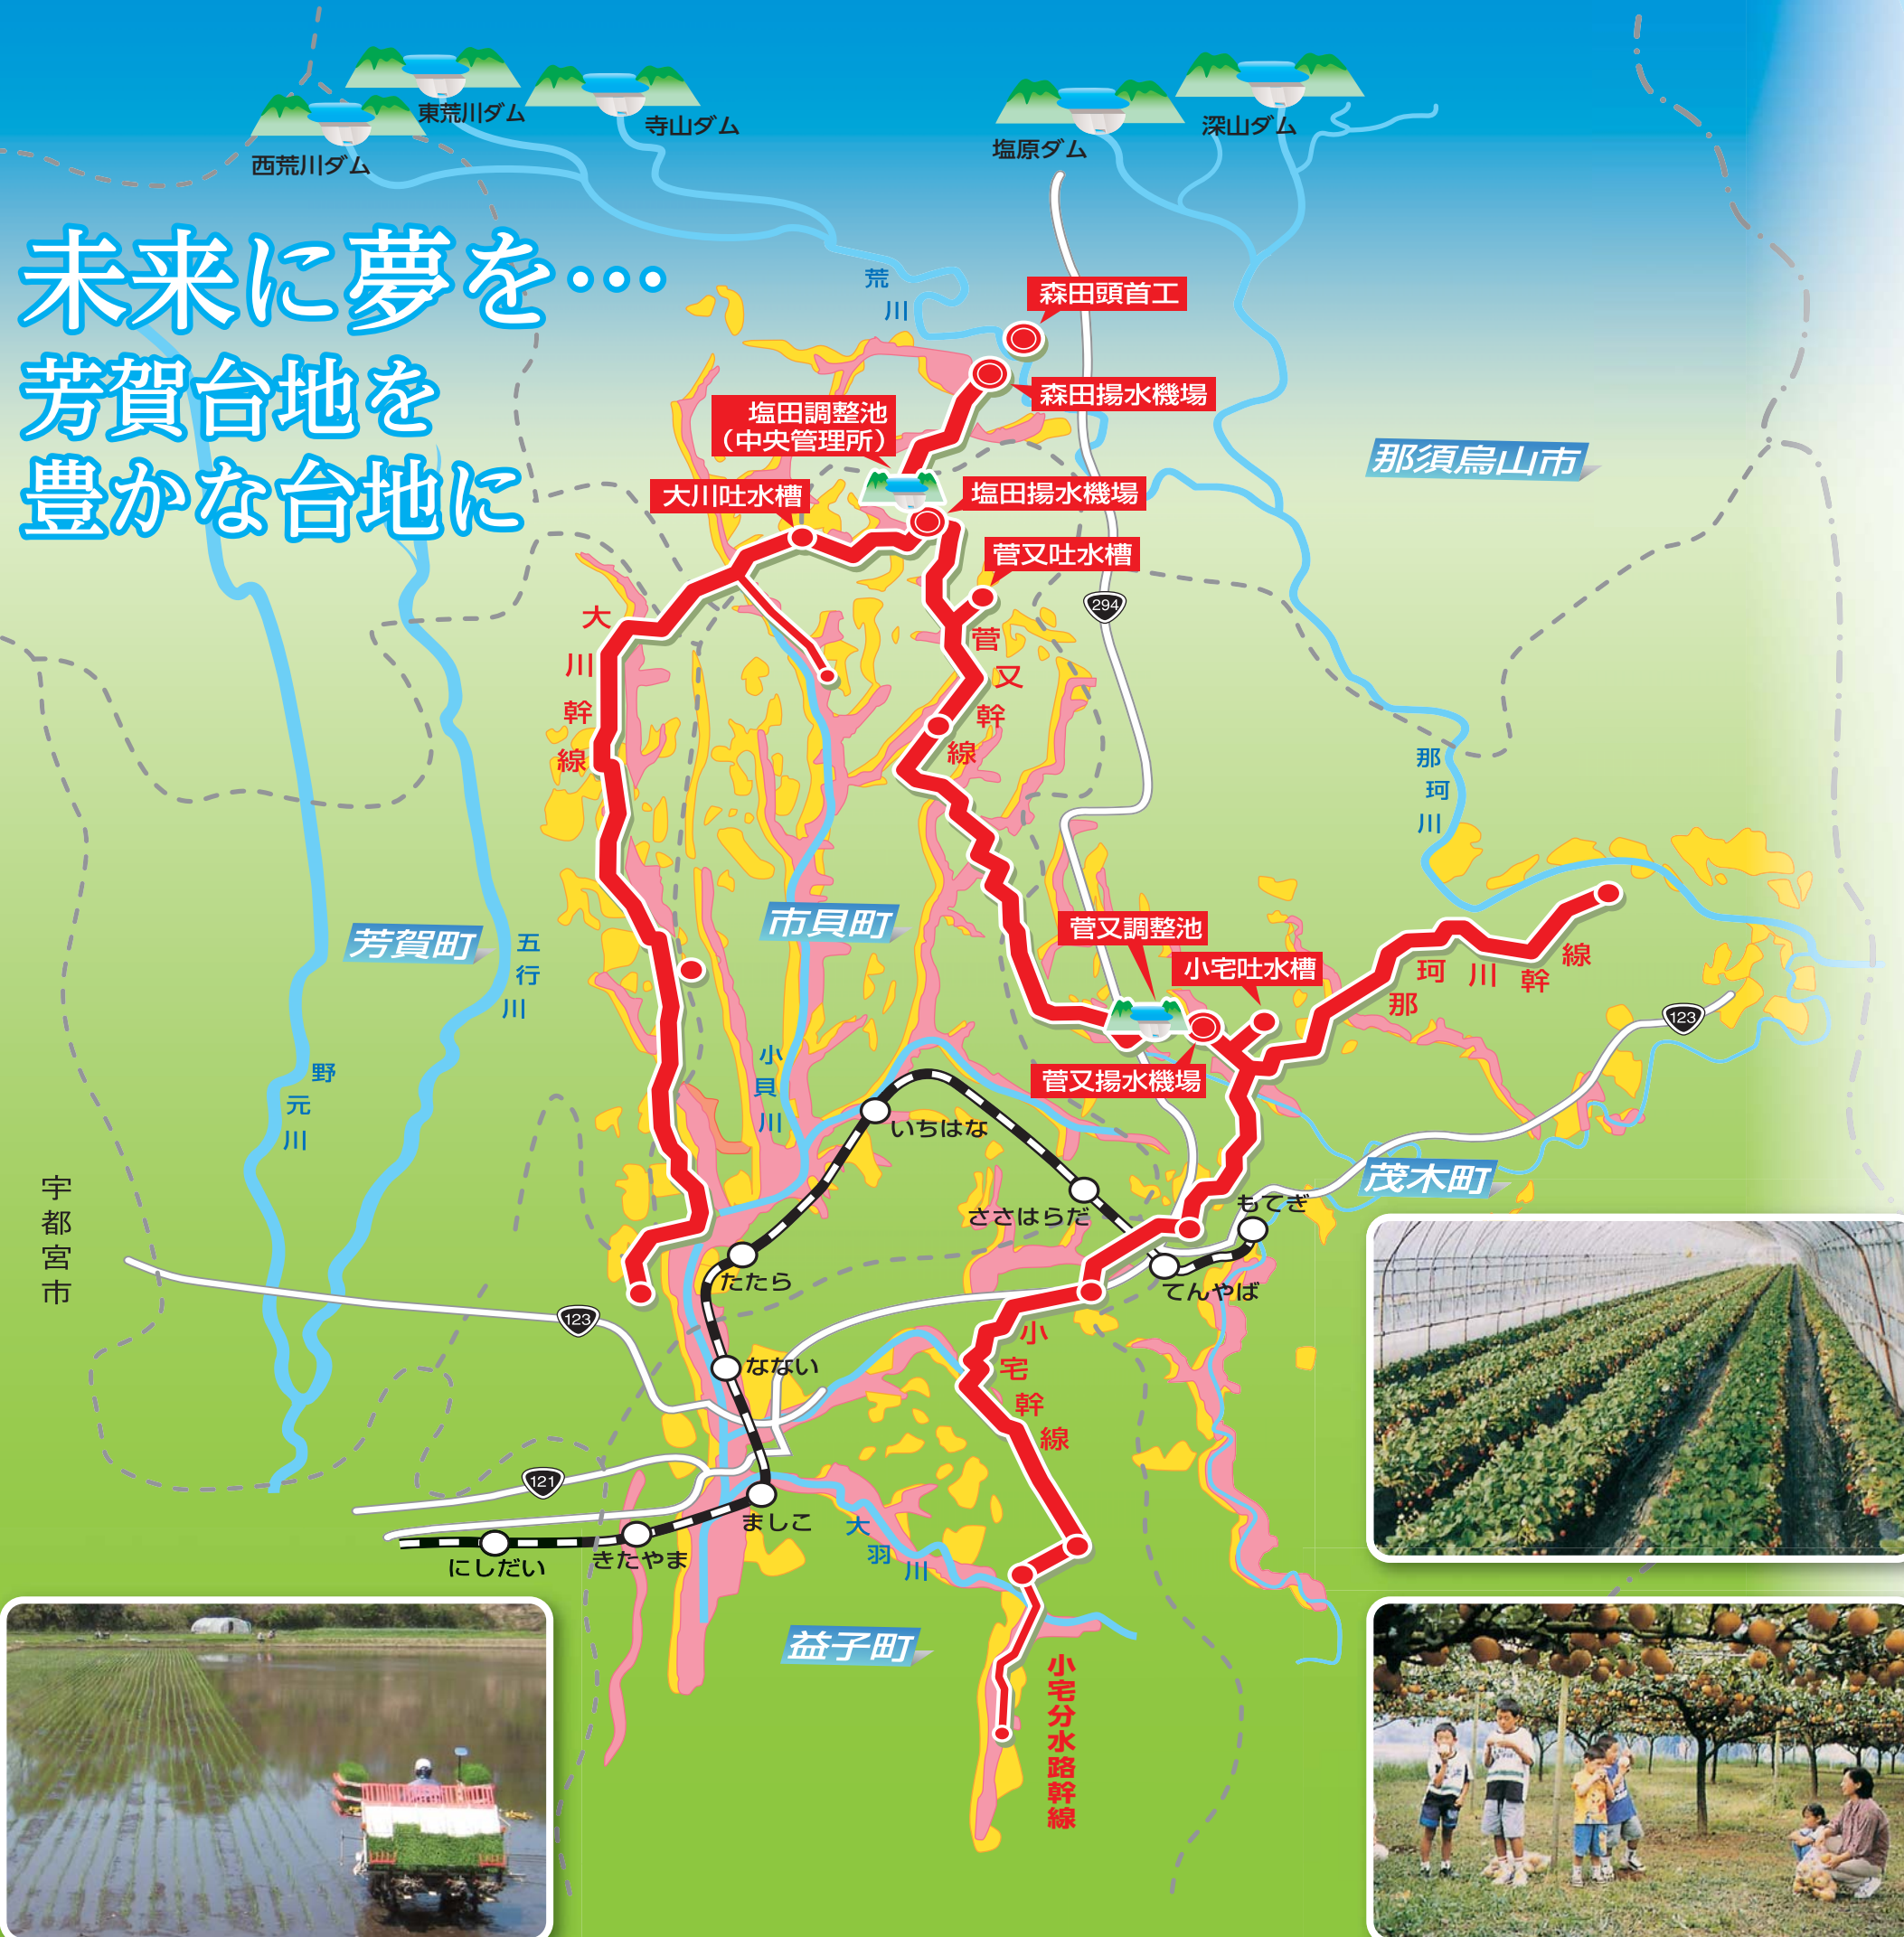 東荒川ダム
寺山ダム
塩原ダム
深山ダム
西荒川ダム
未来に夢を…
芳賀台地を
豊かな台地に
荒川
森田頭首工
森田揚水機場
塩田調整池
（中央管理所）
大川吐水槽
塩田揚水機場
菅又吐水槽
那須烏山市
294
大川幹線
菅又幹線
那珂川
芳賀町
五行川
市貝町
菅又調整池
小宅吐水槽
那珂川幹線
123
野元川
小貝川
菅又揚水機場
いちはな
ささはらだ
もてぎ
茂木町
宇都宮市
たたら
てんやば
123
なない
小宅幹線
121
ましこ
きたやま
にしだい
大羽川
益子町
小宅分水路幹線